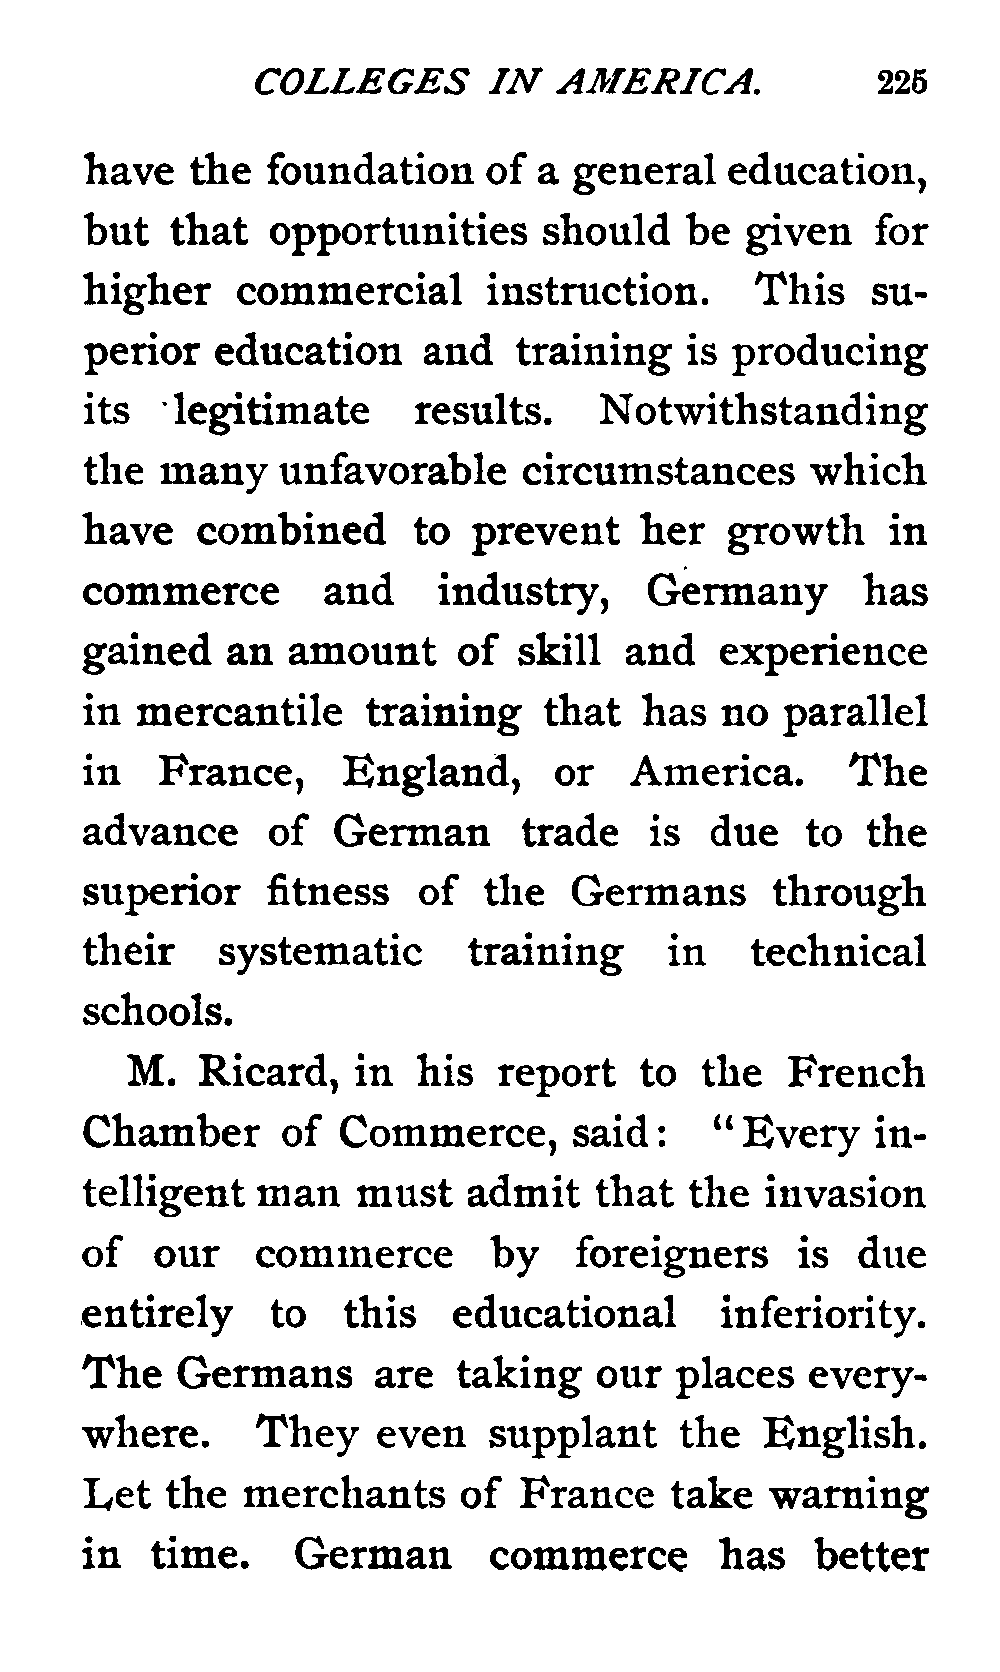 COLLEGES IN AMERICA. 225
have the foundation of a general education,
but that opportunities should be given for
higher commercial instruction. This su-
perior education and training is producing
its legitimate results. Notwithstanding
the many unfavorable circumstances which
have combined to prevent her growth in
commerce and industry, Germany has
gained an amount of skill and experience
in mercantile training that has no parallel
in France, England, or America. The
advance of German trade is due to the
superior fitness of the Germans through
their systematic training in technical
schools.
M. Ricard, in his report to the French
Chamber of Commerce, said: “Every in-
telligent man must admit that the invasion
of our commerce by foreigners is due
entirely to this educational inferiority.
The Germans are taking our places every-
where. They even supplant the English.
Let the merchants of France take warning
in time. German commerce has better